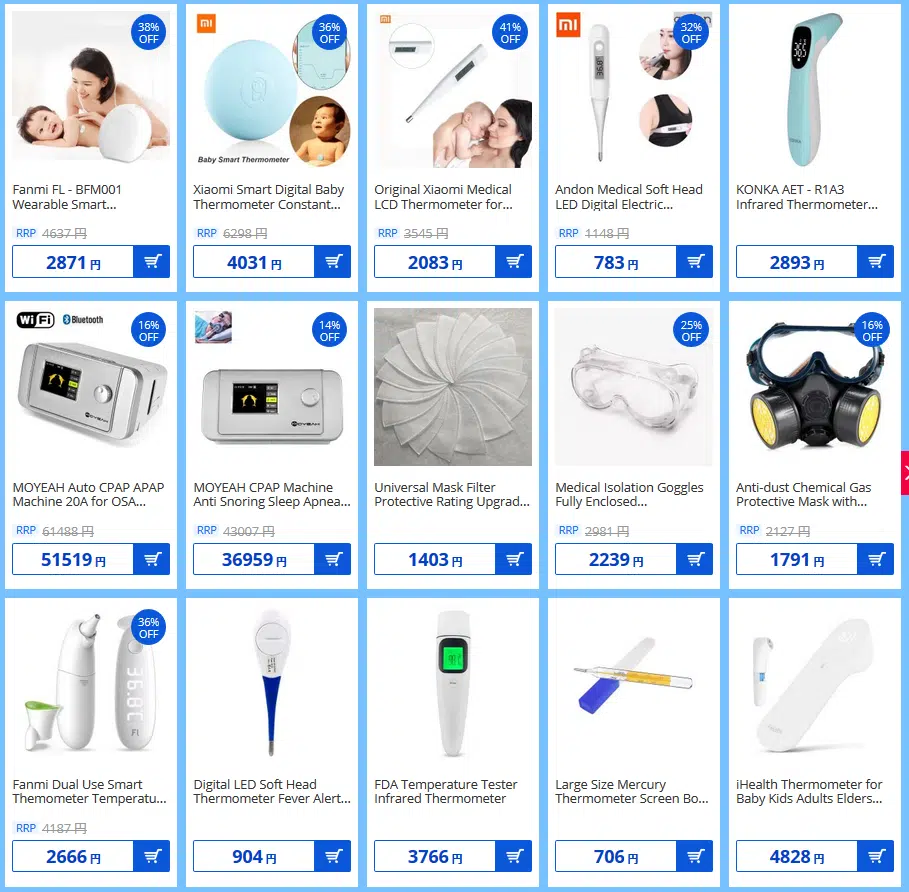 38%
OFF
Fanmi FL - BFM001
Wearable Smart...
RRP 4637 円
2871 円
mi
36%
OFF
Baby Smart Thermometer
Xiaomi Smart Digital Baby
Thermometer Constant...
RRP 6298 円
4031 円
mi
41%
OFF
Original Xiaomi Medical
LCD Thermometer for...
RRP 3545 円
2083 円
mi
32%
OFF
Andon Medical Soft Head
LED Digital Electric...
RRP 1148 円
783 円
KONKA AET - R1A3
Infrared Thermometer...
2893 円
WiFi Bluetooth
16%
OFF
MOYEAH
MOYEAH Auto CPAP APAP
Machine 20A for OSA...
RRP 61488 円
51519 円
14%
OFF
MOYEAH
MOYEAH CPAP Machine
Anti Snoring Sleep Apnea...
RRP 43007 円
36959 円
Universal Mask Filter
Protective Rating Upgrad...
1403 円
25%
OFF
Medical Isolation Goggles
Fully Enclosed...
RRP 2981 円
2239 円
16%
OFF
Anti-dust Chemical Gas
Protective Mask with...
RRP 2127 円
1791 円
36%
OFF
36.8°C
Fanmi Dual Use Smart
Themometer Temperatu...
RRP 4187 円
2666 円
Digital LED Soft Head
Thermometer Fever Alert...
904 円
FDA Temperature Tester
Infrared Thermometer
3766 円
Large Size Mercury
Thermometer Screen Bo...
706 円
iHealth Thermometer for
Baby Kids Adults Elders...
4828 円